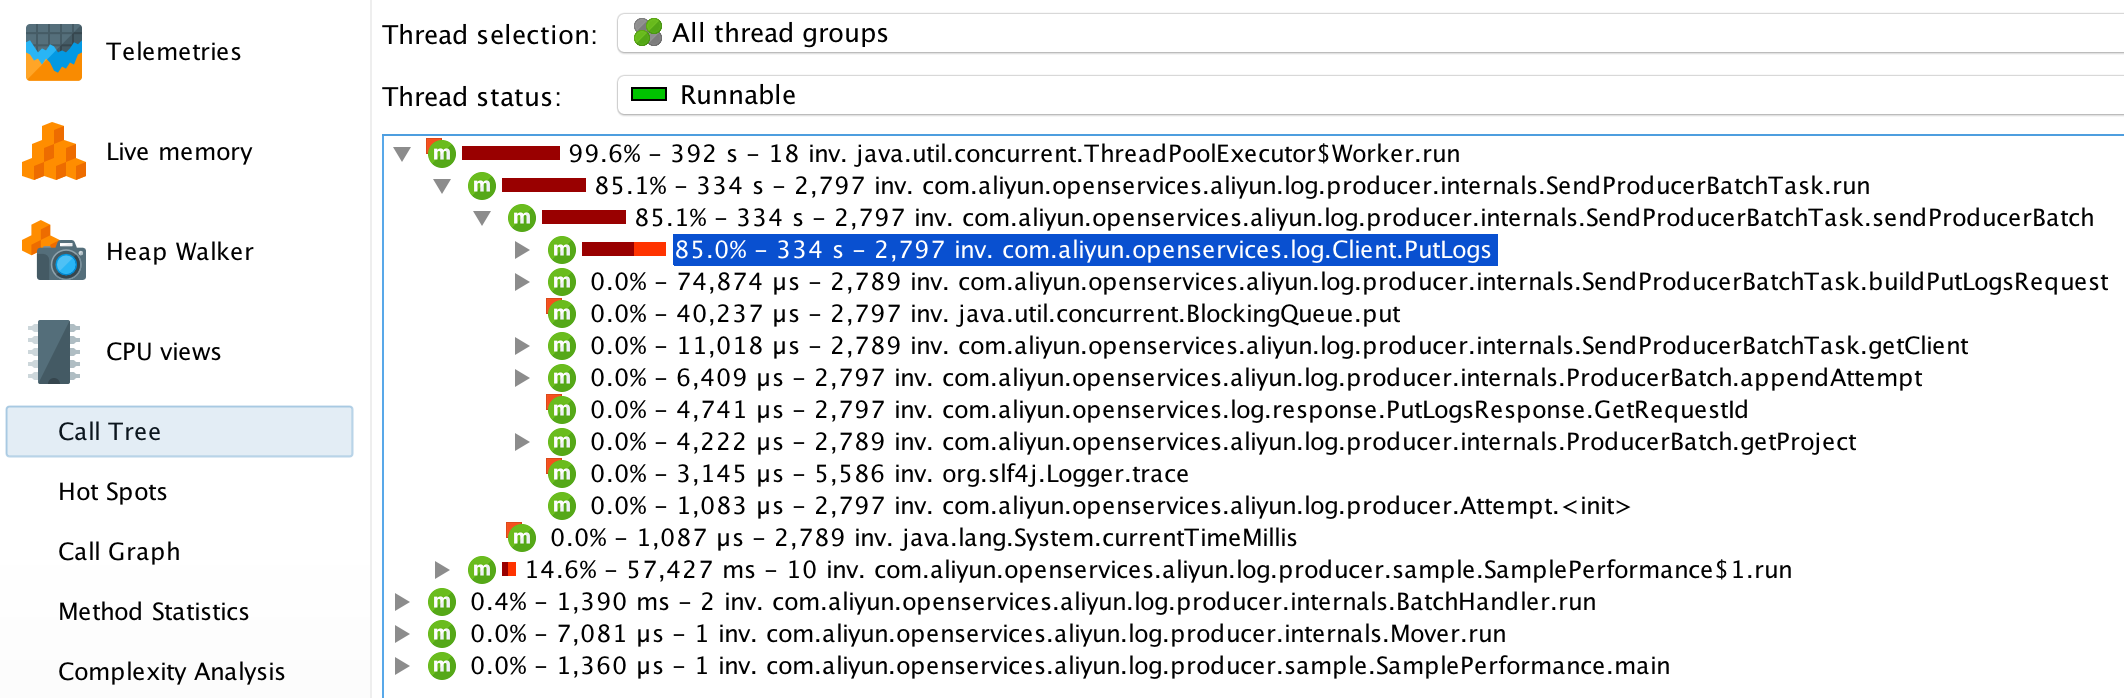 Telemetries
Live memory
Heap Walker
CPU views
Call Tree
Hot Spots
Call Graph
Method Statistics
Complexity Analysis
Thread selection: All thread groups
Thread status: Runnable
m 99.6% – 392 s – 18 inv. java.util.concurrent.ThreadPoolExecutor$Worker.run
m 85.1% – 334 s – 2,797 inv. com.aliyun.openservices.aliyun.log.producer.internals.SendProducerBatchTask.run
m 85.1% – 334 s – 2,797 inv. com.aliyun.openservices.aliyun.log.producer.internals.SendProducerBatchTask.sendProducerBatch
m 85.0% – 334 s – 2,797 inv. com.aliyun.openservices.log.Client.PutLogs
m 0.0% – 74,874 µs – 2,789 inv. com.aliyun.openservices.aliyun.log.producer.internals.SendProducerBatchTask.buildPutLogsRequest
m 0.0% – 40,237 µs – 2,797 inv. java.util.concurrent.BlockingQueue.put
m 0.0% – 11,018 µs – 2,789 inv. com.aliyun.openservices.aliyun.log.producer.internals.SendProducerBatchTask.getClient
m 0.0% – 6,409 µs – 2,797 inv. com.aliyun.openservices.aliyun.log.producer.internals.ProducerBatch.appendAttempt
m 0.0% – 4,741 µs – 2,797 inv. com.aliyun.openservices.log.response.PutLogsResponse.GetRequestId
m 0.0% – 4,222 µs – 2,789 inv. com.aliyun.openservices.aliyun.log.producer.internals.ProducerBatch.getProject
m 0.0% – 3,145 µs – 5,586 inv. org.slf4j.Logger.trace
m 0.0% – 1,083 µs – 2,797 inv. com.aliyun.openservices.aliyun.log.producer.Attempt.<init>
m 0.0% – 1,087 µs – 2,789 inv. java.lang.System.currentTimeMillis
m 14.6% – 57,427 ms – 10 inv. com.aliyun.openservices.aliyun.log.producer.sample.SamplePerformance$1.run
m 0.4% – 1,390 ms – 2 inv. com.aliyun.openservices.aliyun.log.producer.internals.BatchHandler.run
m 0.0% – 7,081 µs – 1 inv. com.aliyun.openservices.aliyun.log.producer.internals.Mover.run
m 0.0% – 1,360 µs – 1 inv. com.aliyun.openservices.aliyun.log.producer.sample.SamplePerformance.main